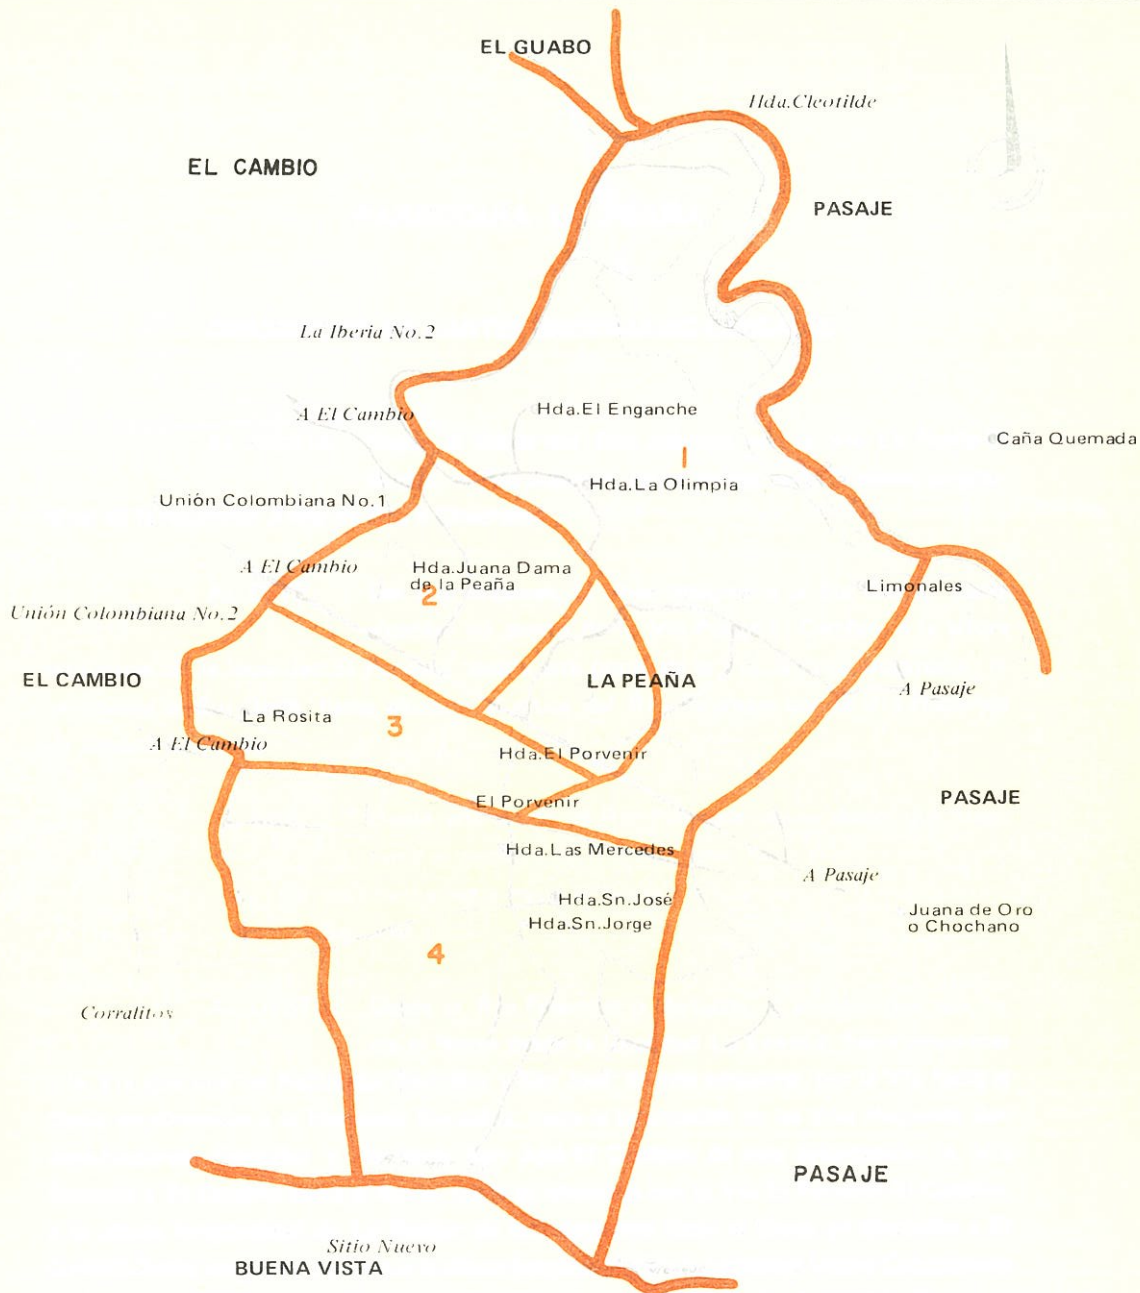 EL GUABO
Hda.Cleotilde
EL CAMBIO
PASAJE
La Iberia No.2
A El Cambio
Hda.El Enganche
Caña Quemada
1
Hda.La Olimpia
Unión Colombiana No.1
A El Cambio
Hda.Juana Dama
de la Peaña
2
Limonales
Unión Colombiana No.2
EL CAMBIO
LA PEAÑA
A Pasaje
La Rosita
3
A El Cambio
Hda.El Porvenir
El Porvenir
PASAJE
Hda.Las Mercedes
A Pasaje
Hda.Sn.José
Hda.Sn.Jorge
Juana de Oro
o Chochano
4
Corralitos
PASAJE
Sitio Nuevo
BUENA VISTA